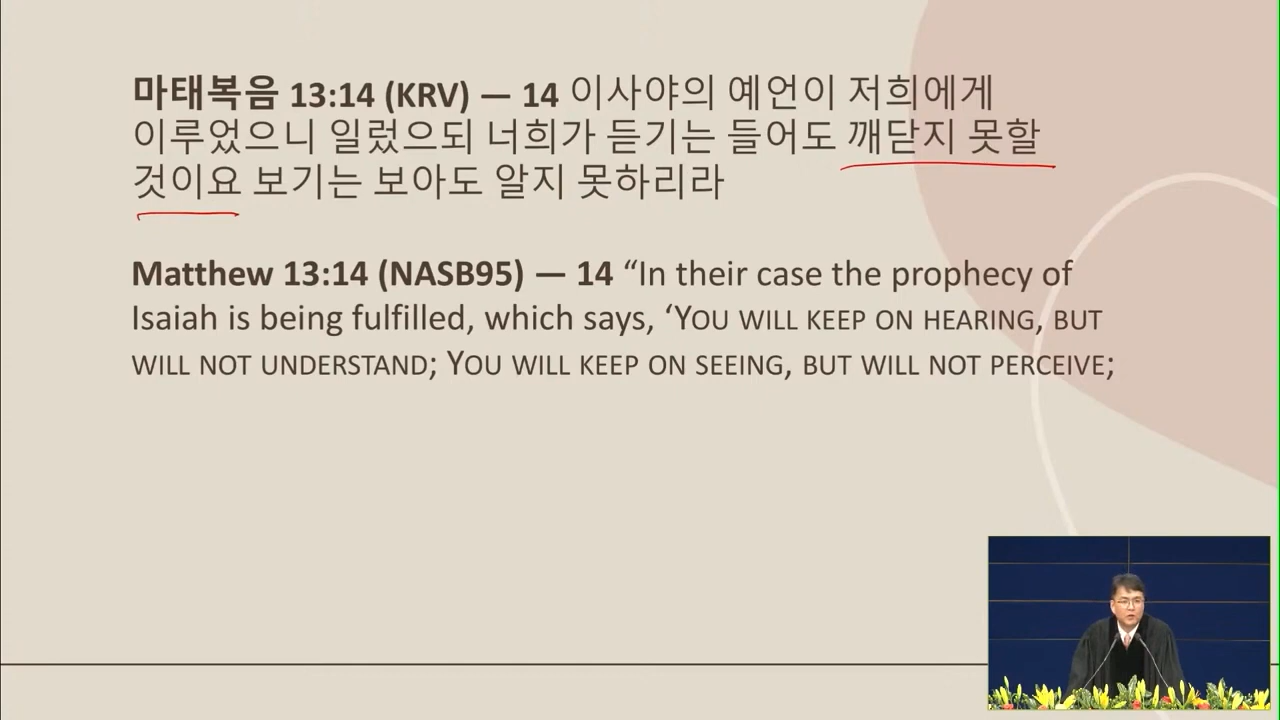 마태복음 13:14 (KRV) — 14 이사야의 예언이 저희에게
이루었으니 일렀으되 너희가 듣기는 들어도 깨닫지 못할
것이요 보기는 보아도 알지 못하리라
Matthew 13:14 (NASB95) — 14 “In their case the prophecy of
Isaiah is being fulfilled, which says, ‘YOU WILL KEEP ON HEARING, BUT
WILL NOT UNDERSTAND; YOU WILL KEEP ON SEEING, BUT WILL NOT PERCEIVE;